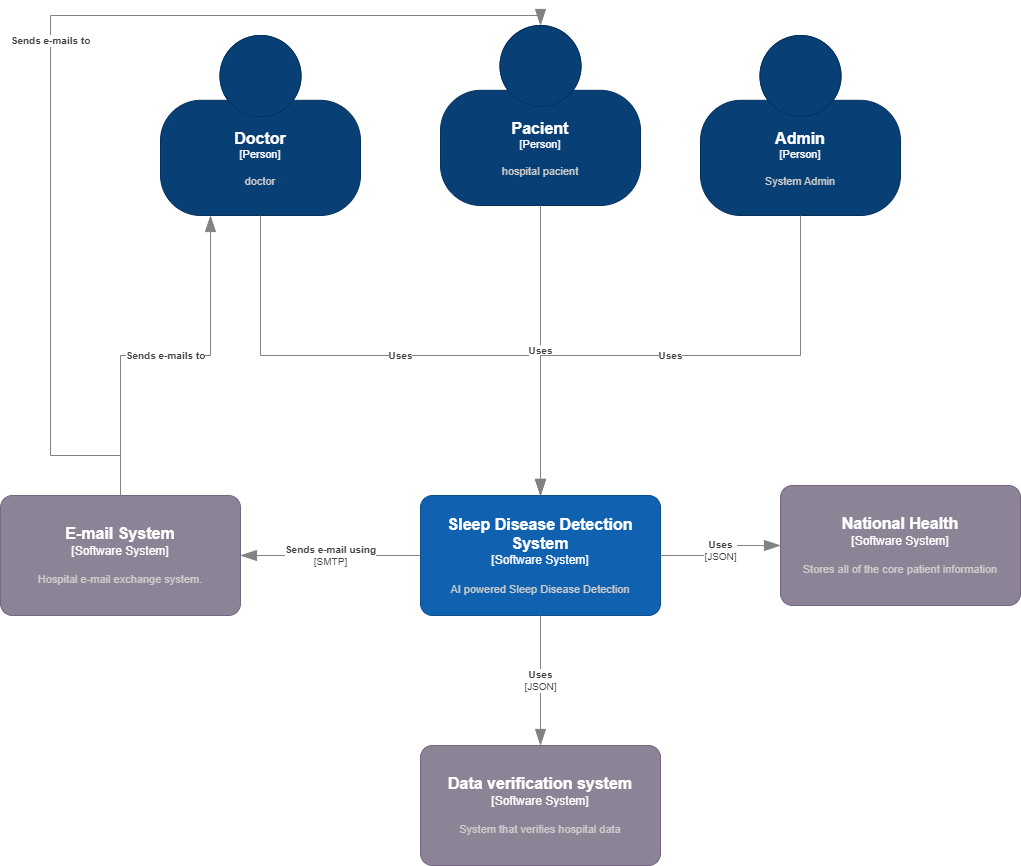 Sends e-mails to
Doctor
[Person]
doctor
Pacient
[Person]
hospital pacient
Admin
[Person]
System Admin
Sends e-mails to
Uses
Uses
Uses
E-mail System
[Software System]
Hospital e-mail exchange system.
Sends e-mail using
[SMTP]
Sleep Disease Detection
System
[Software System]
AI powered Sleep Disease Detection
Uses
[JSON]
National Health
[Software System]
Stores all of the core patient information
Uses
[JSON]
Data verification system
[Software System]
System that verifies hospital data